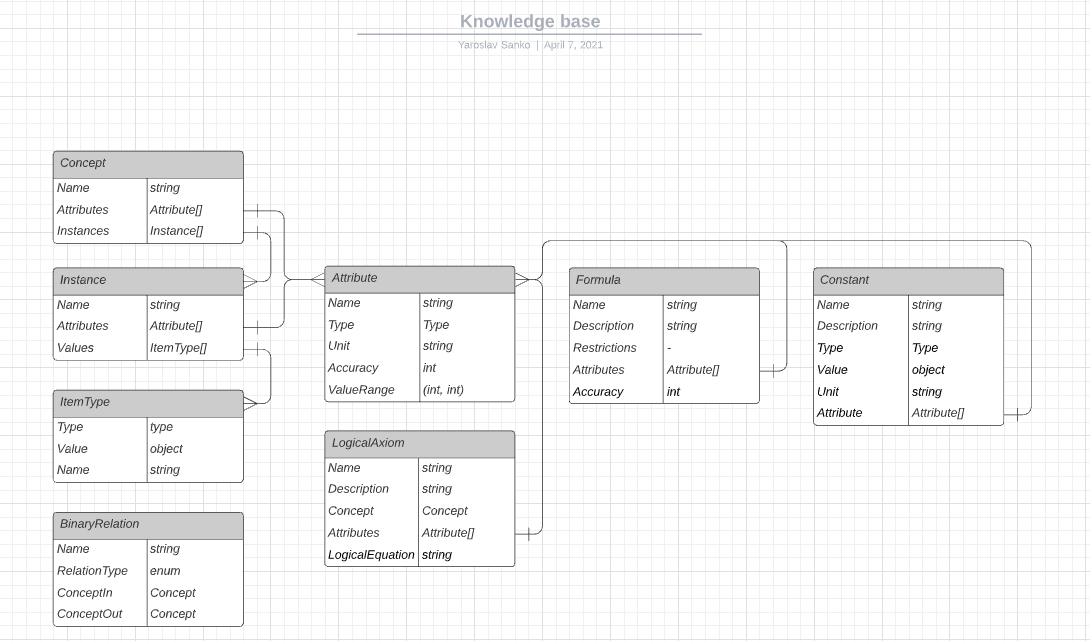 Knowledge base
Yaroslav Sanko | April 7, 2021
Concept
Name string
Attributes Attribute[]
Instances Instance[]
Instance
Name string
Attributes Attribute[]
Values ItemType[]
ItemType
Type type
Value object
Name string
BinaryRelation
Name string
RelationType enum
ConceptIn Concept
ConceptOut Concept
Attribute
Name string
Type Type
Unit string
Accuracy int
ValueRange (int, int)
LogicalAxiom
Name string
Description string
Concept Concept
Attributes Attribute[]
LogicalEquation string
Formula
Name string
Description string
Restrictions -
Attributes Attribute[]
Accuracy int
Constant
Name string
Description string
Type Type
Value object
Unit string
Attribute Attribute[]